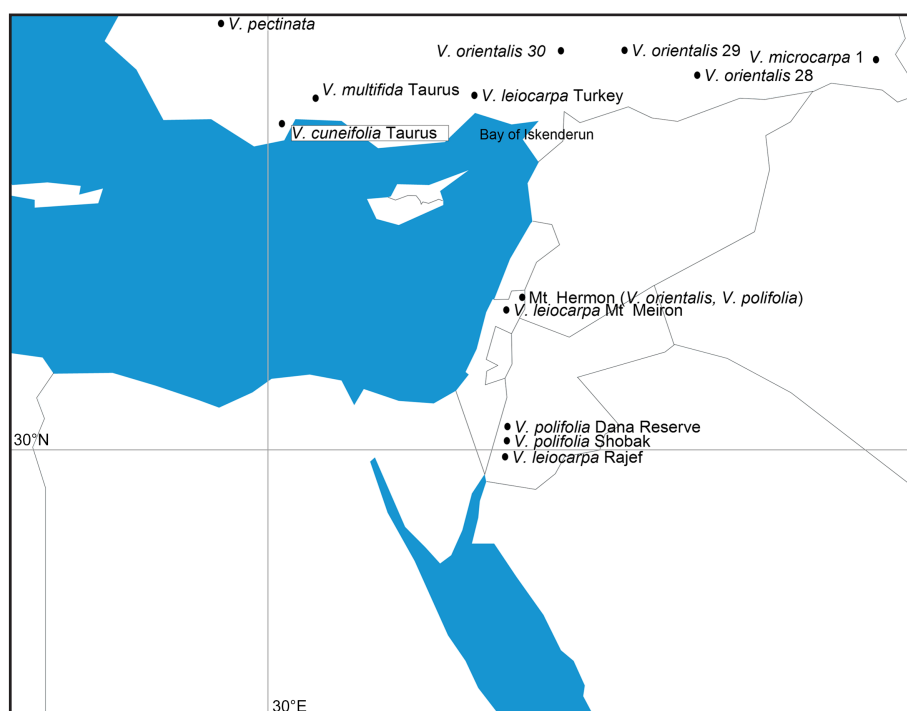 V. pectinata
V. orientalis 30
V. orientalis 29
V. microcarpa 1
V. orientalis 28
V. multifida Taurus
V. leiocarpa Turkey
V. cuneifolia Taurus
Bay of Iskenderun
Mt Hermon (V. orientalis, V. polifolia)
V. leiocarpa Mt Meiron
V. polifolia Dana Reserve
30°N
V. polifolia Shobak
V. leiocarpa Rajef
30°E